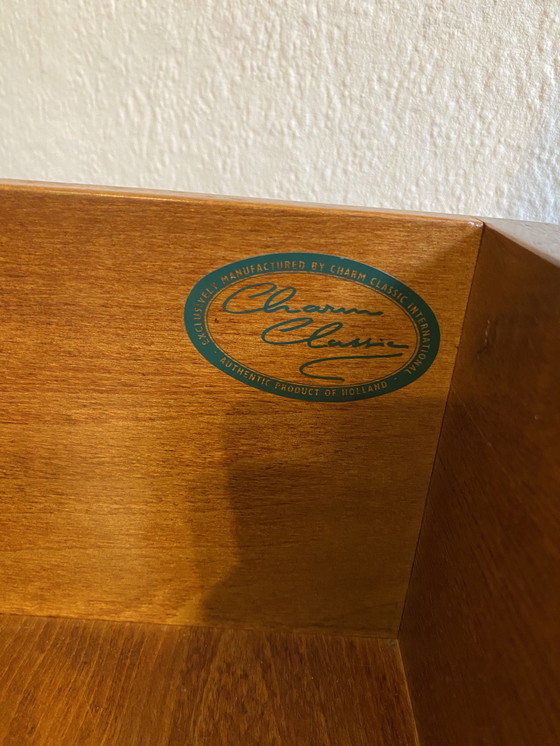 EXCLUSIVELY MANUFACTURED BY CHARM CLASSIC INTERNATIONAL
Charm
Classic
· AUTHENTIC PRODUCT OF HOLLAND ·